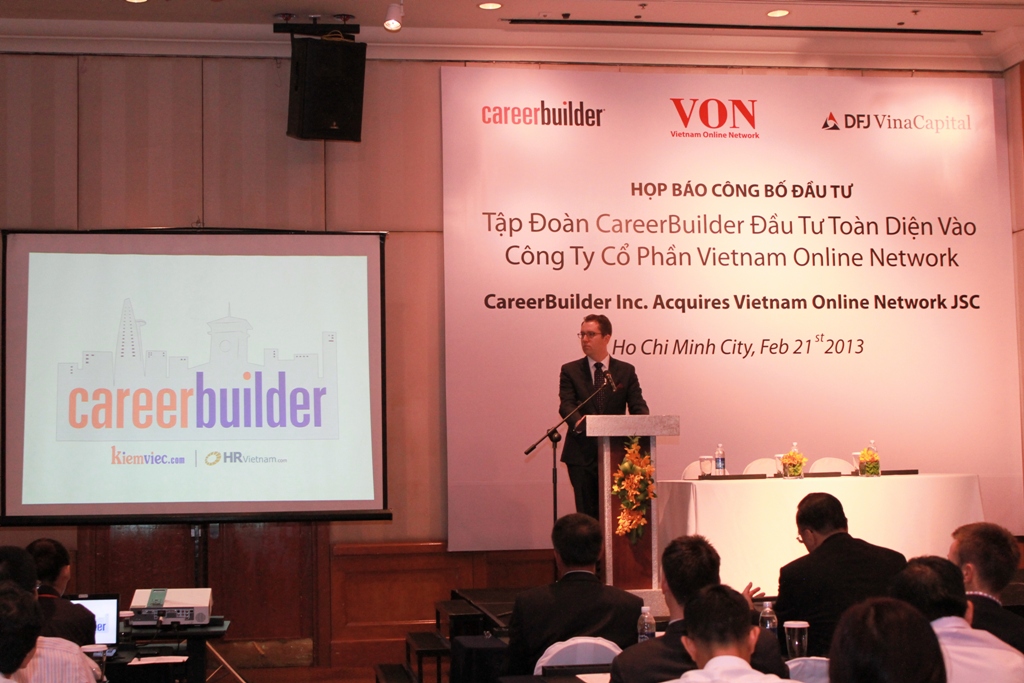 careerbuilder
VON
Vietnam Online Network
DFJ VinaCapital
HỌP BÁO CÔNG BỐ ĐẦU TƯ
Tập Đoàn CareerBuilder Đầu Tư Toàn Diện Vào
Công Ty Cổ Phần Vietnam Online Network
CareerBuilder Inc. Acquires Vietnam Online Network JSC
Ho Chi Minh City, Feb 21st 2013
careerbuilder
kiemviec.com | HRVietnam.com
er